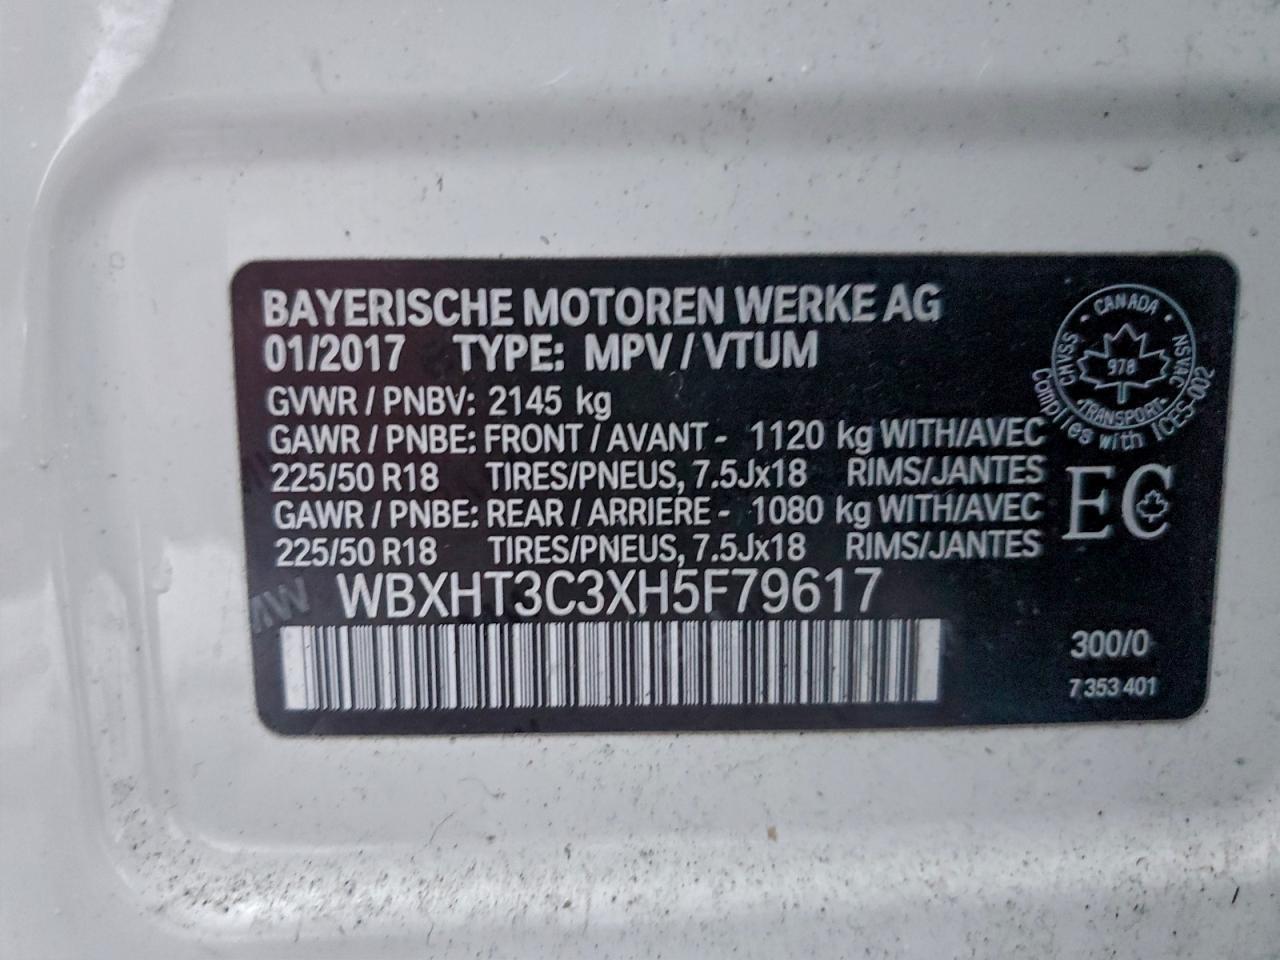 BAYERISCHE MOTOREN WERKE AG
01/2017 TYPE: MPV / VTUM
GVWR / PNBV: 2145 kg
GAWR / PNBE: FRONT / AVANT - 1120 kg WITH/AVEC
225/50 R18 TIRES/PNEUS, 7.5Jx18 RIMS/JANTES
GAWR / PNBE: REAR / ARRIERE - 1080 kg WITH/AVEC
225/50 R18 TIRES/PNEUS, 7.5Jx18 RIMS/JANTES
WBXHT3C3XH5F79617
CANADA
CMVSS
NSVAC
978
TRANSPORT
Complies with ICES-002
EC
300/0
7 353 401
MW